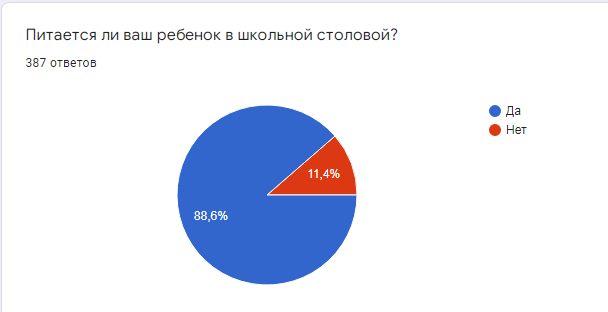 Питается ли ваш ребенок в школьной столовой?
387 ответов
Да
Нет
11,4%
88,6%